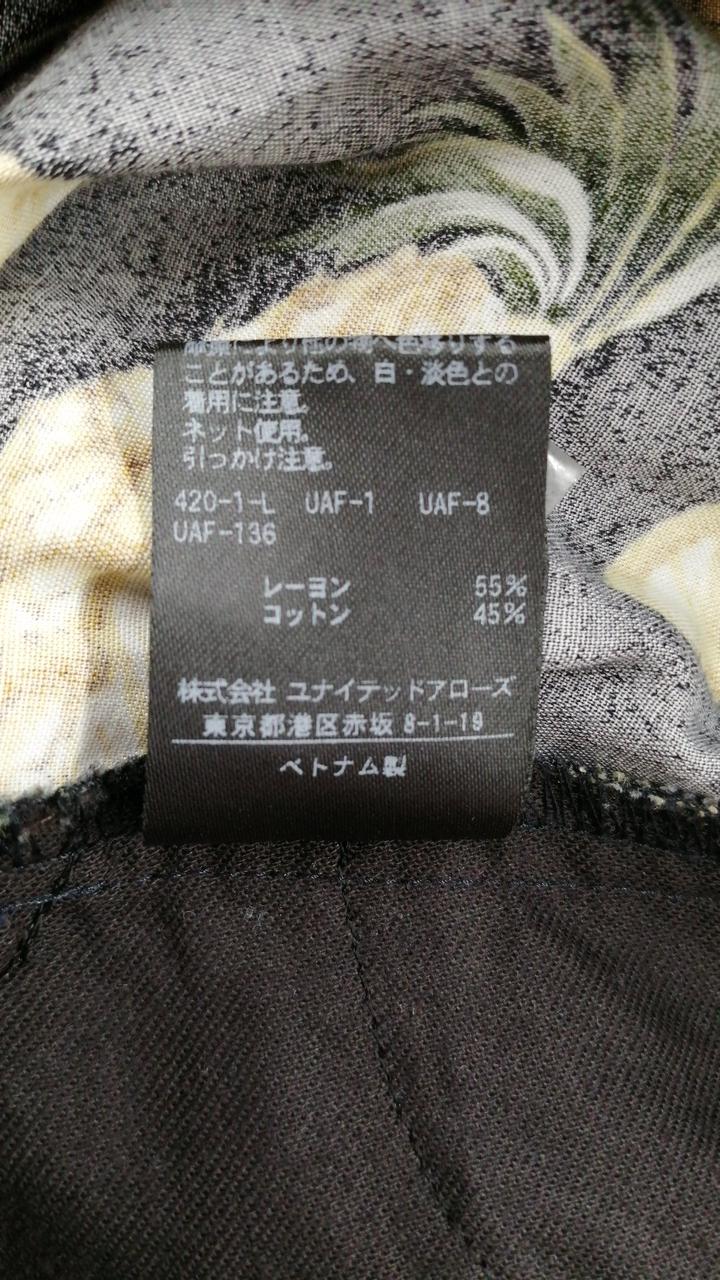 により他の物へ色移りする
ことがあるため、白・淡色との
着用に注意。
ネット使用。
引っかけ注意。
420-1-L UAF-1 UAF-8
UAF-136
レーヨン 55%
コットン 45%
株式会社 ユナイテッドアローズ
東京都港区赤坂 8-1-19
ベトナム製